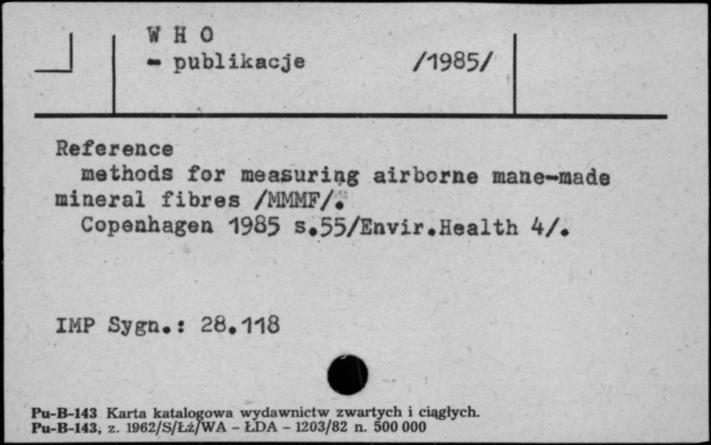 W H O
- publikacje /1985/
Reference
methods for measuring airborne mane-made
mineral fibres /MMMF/.
Copenhagen 1985 s.55/Envir.Health 4/.
IMP Sygn.: 28.118
Pu-B-143 Karta katalogowa wydawnictw zwartych i ciągłych.
Pu-B-143, z. 1962/S/Łź/WA - ŁDA - 1203/82 n. 500 000